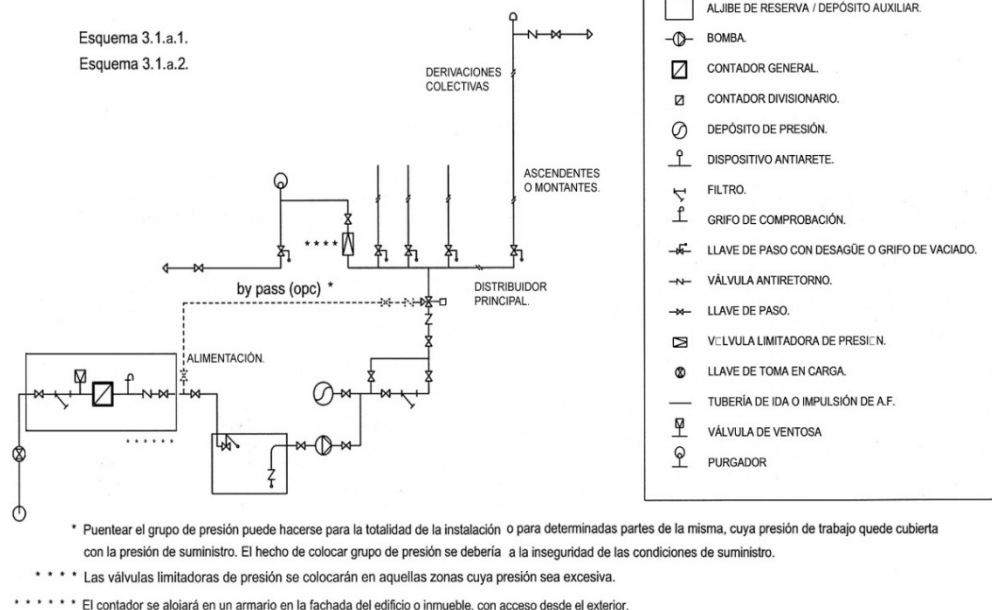 Esquema 3.1.a.1.
Esquema 3.1.a.2.
DERIVACIONES
COLECTIVAS
ASCENDENTES
O MONTANTES.
* * * *
by pass (opc) *
DISTRIBUIDOR
PRINCIPAL.
ALIMENTACIÓN.
* * * * * *
ALJIBE DE RESERVA / DEPÓSITO AUXILIAR.
BOMBA.
CONTADOR GENERAL.
CONTADOR DIVISIONARIO.
DEPÓSITO DE PRESIÓN.
DISPOSITIVO ANTIARETE.
FILTRO.
GRIFO DE COMPROBACIÓN.
LLAVE DE PASO CON DESAGÜE O GRIFO DE VACIADO.
VÁLVULA ANTIRETORNO.
LLAVE DE PASO.
V□LVULA LIMITADORA DE PRESI□N.
LLAVE DE TOMA EN CARGA.
TUBERÍA DE IDA O IMPULSIÓN DE A.F.
VÁLVULA DE VENTOSA
PURGADOR
* Puentear el grupo de presión puede hacerse para la totalidad de la instalación o para determinadas partes de la misma, cuya presión de trabajo quede cubierta
con la presión de suministro. El hecho de colocar grupo de presión se debería a la inseguridad de las condiciones de suministro.
* * * * Las válvulas limitadoras de presión se colocarán en aquellas zonas cuya presión sea excesiva.
* * * * * * El contador se alojará en un armario en la fachada del edificio o inmueble, con acceso desde el exterior.